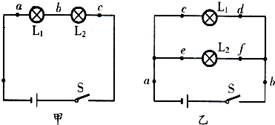 a L₁ b L₂ c
S
甲
c L₁ d
e L₂ f
a b
S
乙